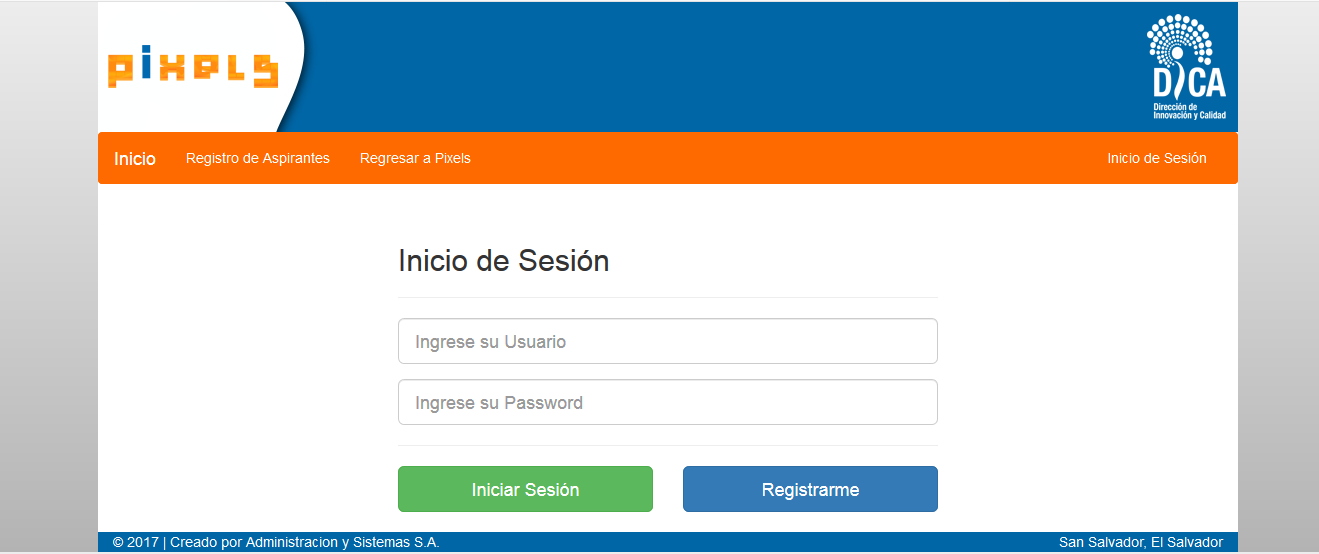 pixels
DICA
Dirección de
Innovación y Calidad
Inicio
Registro de Aspirantes
Regresar a Pixels
Inicio de Sesión
Inicio de Sesión
Ingrese su Usuario
Ingrese su Password
Iniciar Sesión
Registrarme
© 2017 | Creado por Administracion y Sistemas S.A.
San Salvador, El Salvador